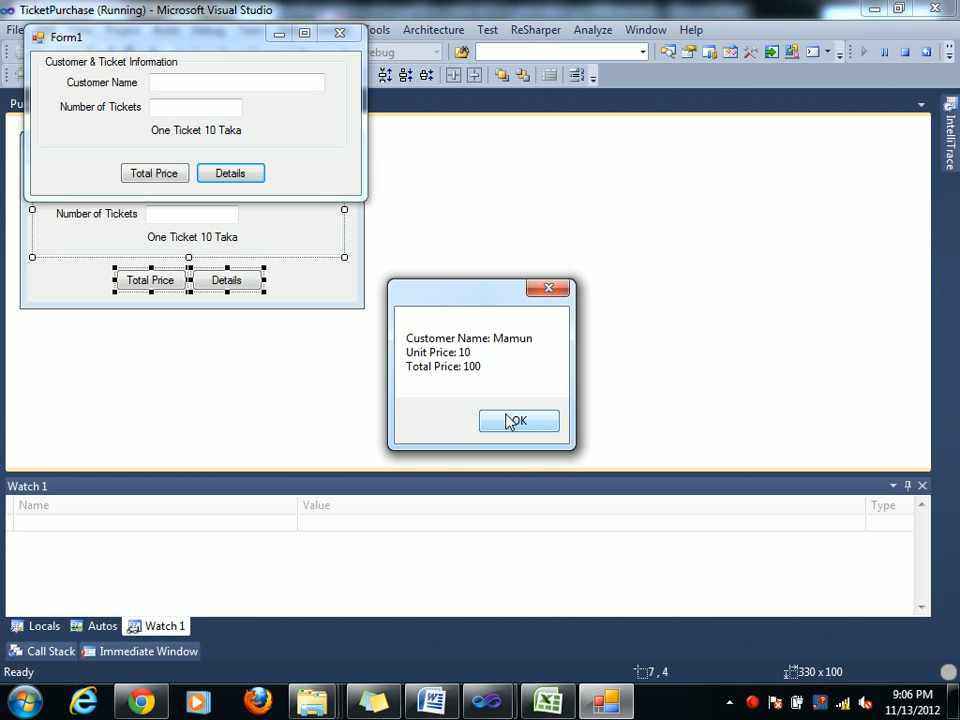 TicketPurchase (Running) - Microsoft Visual Studio
Tools Architecture Test ReSharper Analyze Window Help
Form1
Customer & Ticket Information
Customer Name
Number of Tickets
One Ticket 10 Taka
Total Price Details
Number of Tickets
One Ticket 10 Taka
Total Price Details
IntelliTrace
Customer Name: Mamun
Unit Price: 10
Total Price: 100
OK
Watch 1
Name Value Type
Locals Autos Watch 1
Call Stack Immediate Window
Ready 7 , 4 330 x 100
9:06 PM
11/13/2012